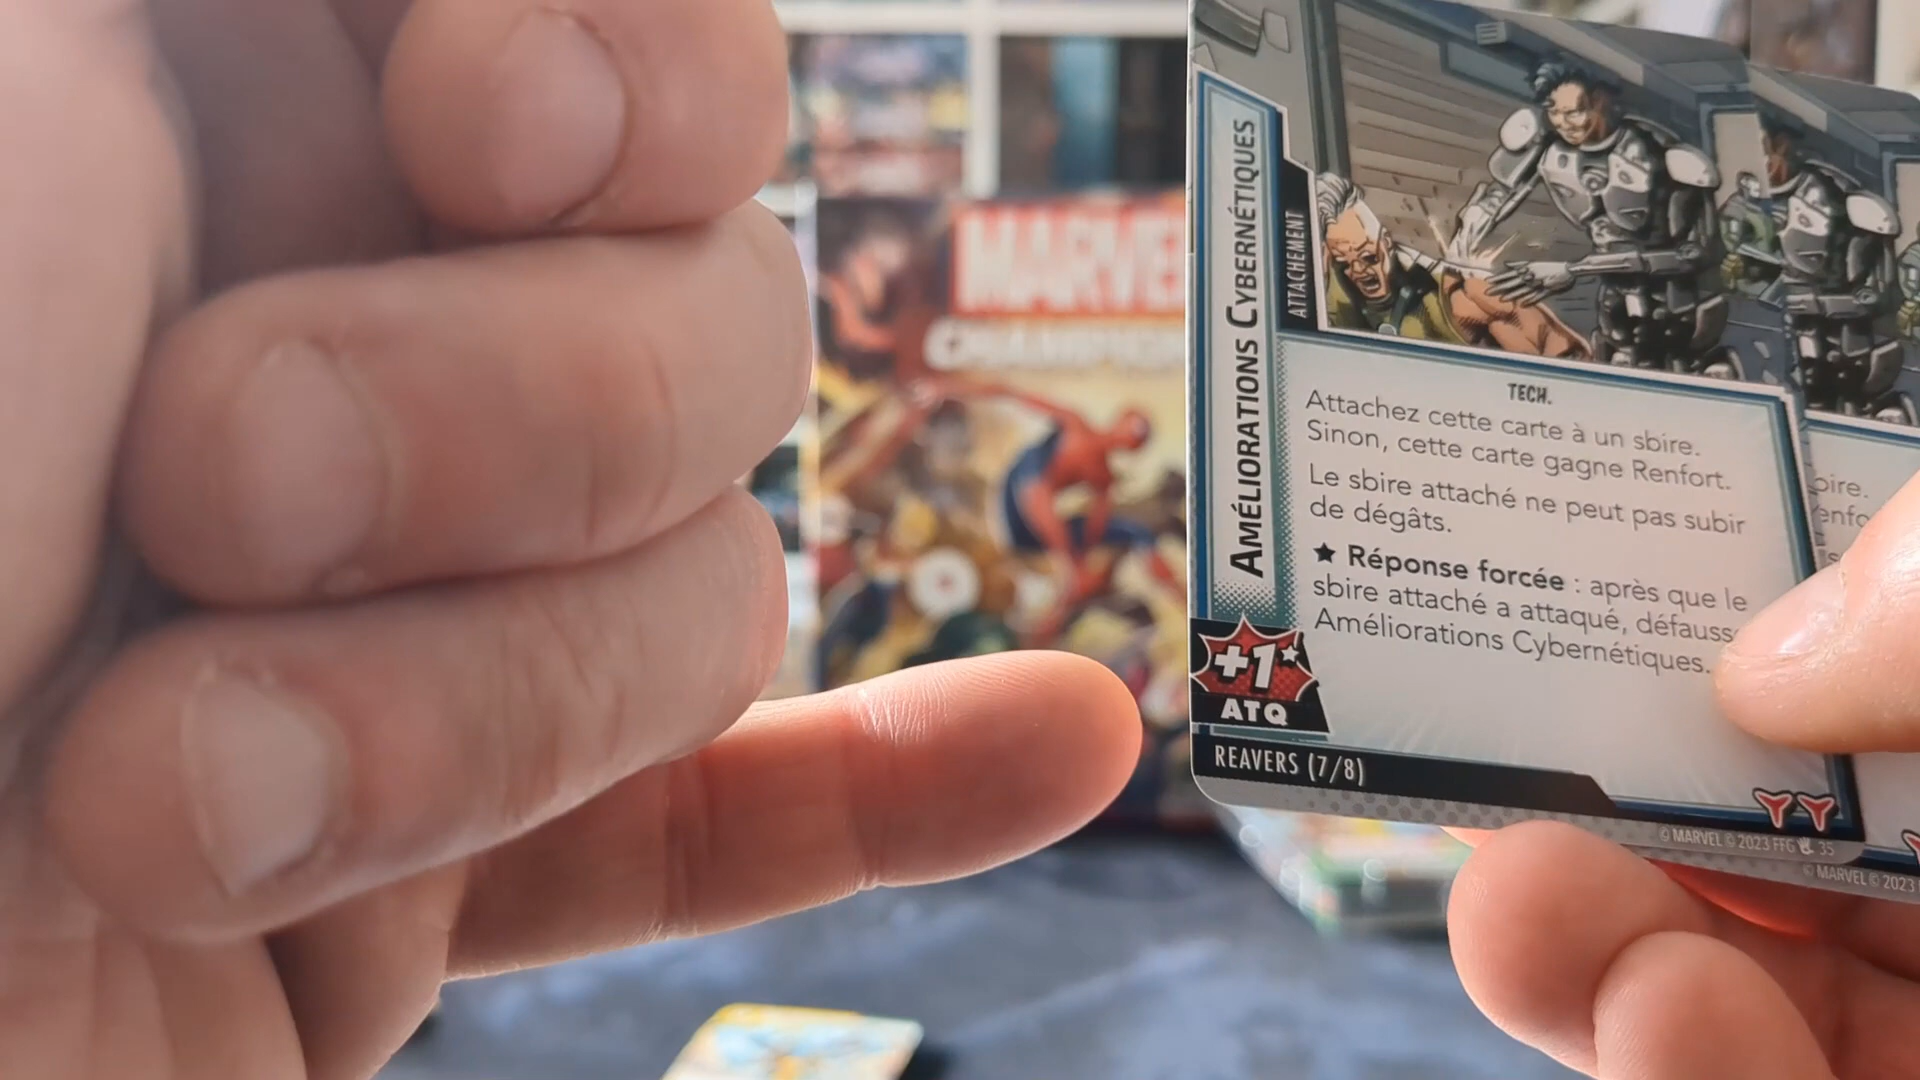 MARVEL
CHAMPIONS
AMÉLIORATIONS CYBERNÉTIQUES
ATTACHEMENT
TECH.
Attachez cette carte à un sbire.
Sinon, cette carte gagne Renfort.
Le sbire attaché ne peut pas subir
de dégâts.
★ Réponse forcée : après que le
sbire attaché a attaqué, défauss
Améliorations Cybernétiques.
+1★
ATQ
REAVERS (7/8)
© MARVEL © 2023 FFG 35
bire.
enfo
© MARVEL © 2023